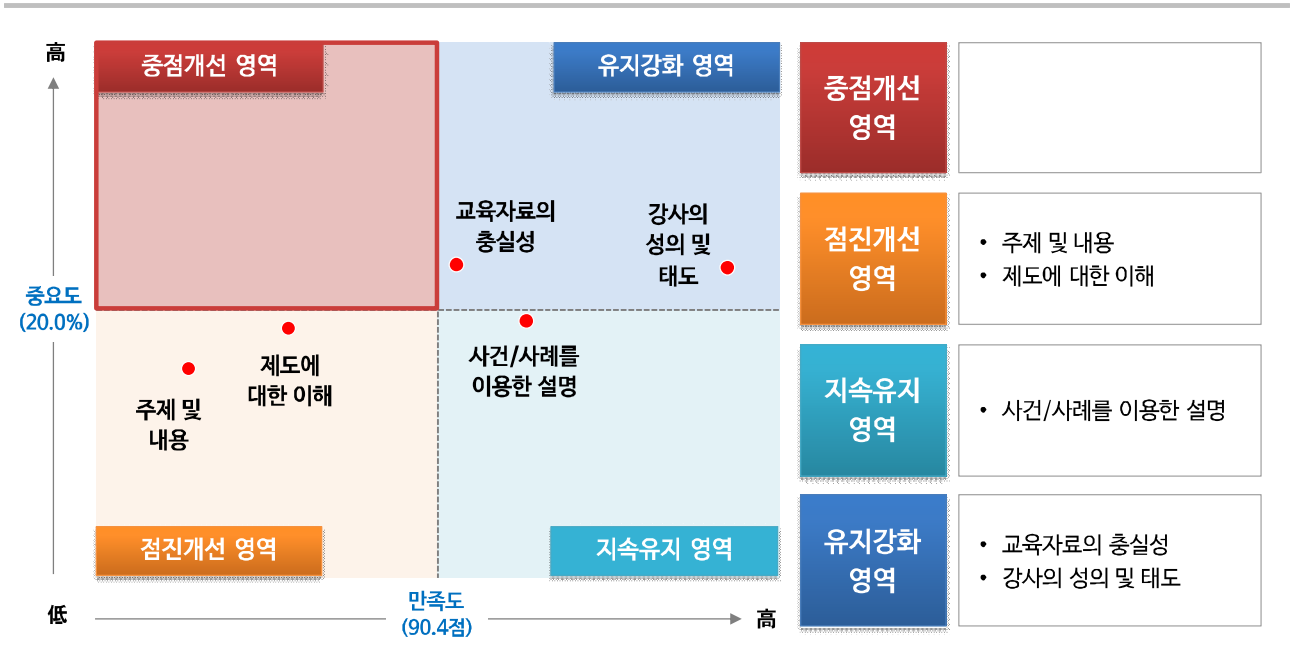 高
중점개선 영역
유지강화 영역
교육자료의
충실성
강사의
성의 및
태도
중요도
(20.0%)
제도에
대한 이해
사건/사례를
이용한 설명
주제 및
내용
점진개선 영역
지속유지 영역
低
만족도
(90.4점)
高
중점개선
영역
점진개선
영역
• 주제 및 내용
• 제도에 대한 이해
지속유지
영역
• 사건/사례를 이용한 설명
유지강화
영역
• 교육자료의 충실성
• 강사의 성의 및 태도